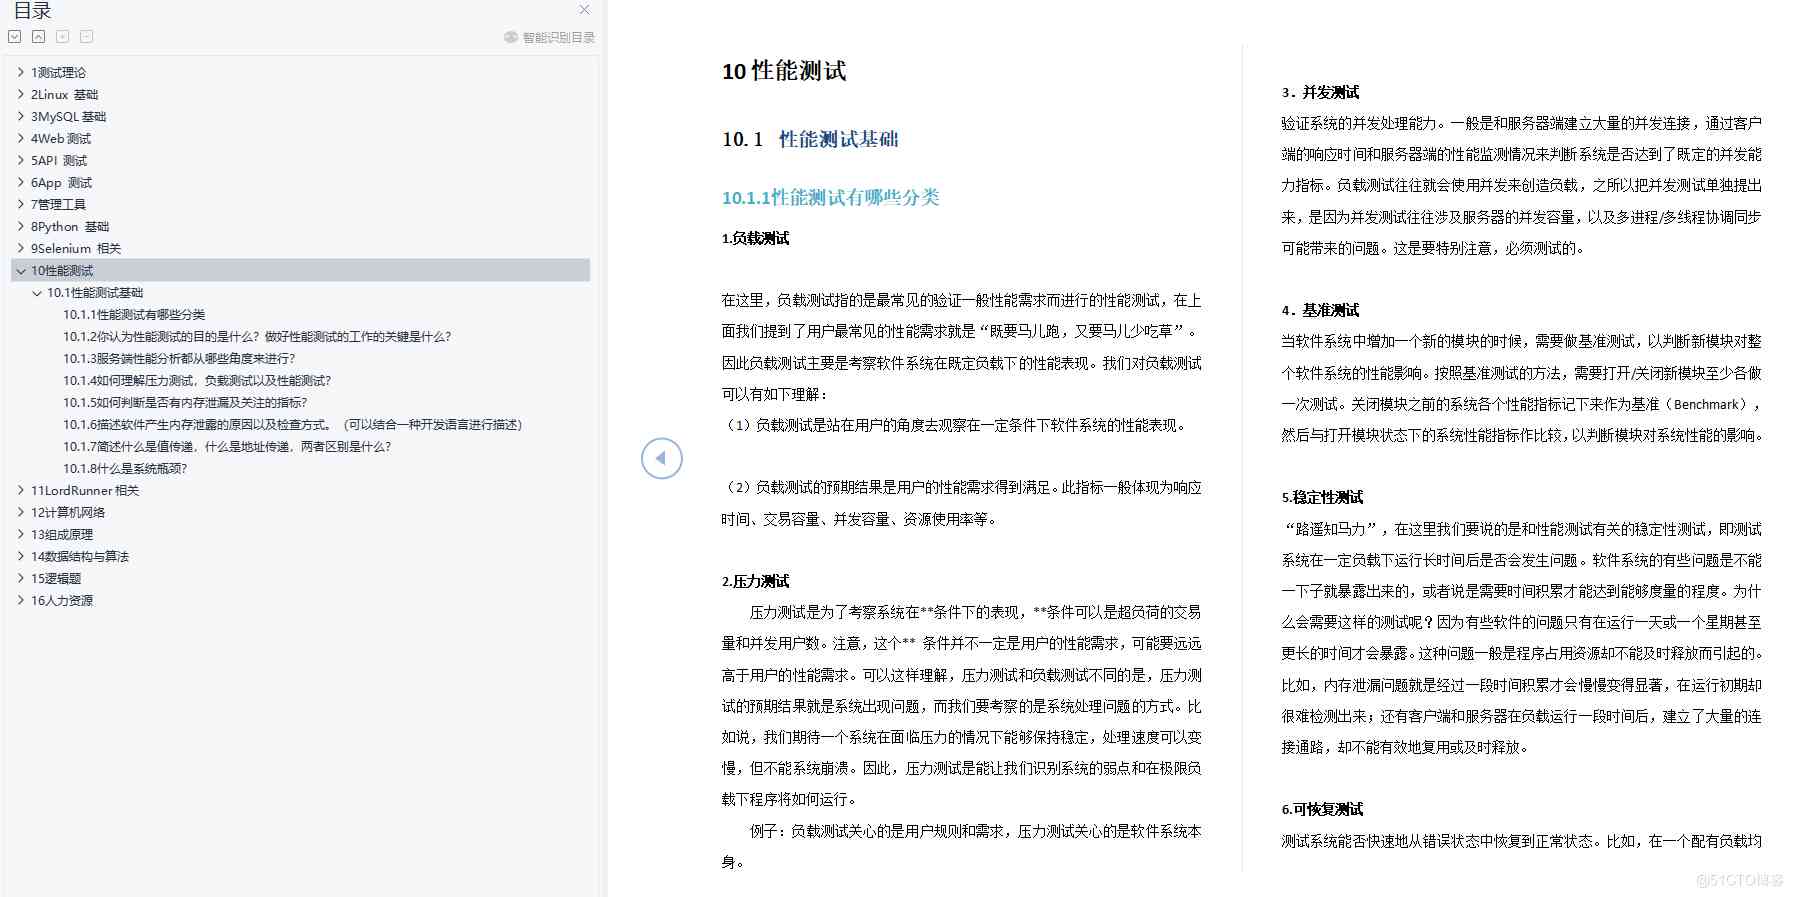 目录
智能识别目录
1测试理论
2Linux 基础
3MySQL基础
4Web测试
5API 测试
6App 测试
7管理工具
8Python 基础
9Selenium 相关
10性能测试
10.1性能测试基础
10.1.1性能测试有哪些分类
10.1.2你认为性能测试的目的是什么？做好性能测试的工作的关键是什么？
10.1.3服务端性能分析都从哪些角度来进行？
10.1.4如何理解压力测试，负载测试以及性能测试？
10.1.5如何判断是否有内存泄漏及关注的指标？
10.1.6描述软件产生内存泄露的原因以及检查方式。（可以结合一种开发语言进行描述）
10.1.7简述什么是值传递，什么是地址传递，两者区别是什么？
10.1.8什么是系统瓶颈？
11LordRunner相关
12计算机网络
13组成原理
14数据结构与算法
15逻辑题
16人力资源
10 性能测试
10.1 性能测试基础
10.1.1性能测试有哪些分类
1.负载测试
在这里，负载测试指的是最常见的验证一般性能需求而进行的性能测试，在上
面我们提到了用户最常见的性能需求就是“既要马儿跑，又要马儿少吃草”。
因此负载测试主要是考察软件系统在既定负载下的性能表现。我们对负载测试
可以有如下理解：
（1）负载测试是站在用户的角度去观察在一定条件下软件系统的性能表现。
（2）负载测试的预期结果是用户的性能需求得到满足。此指标一般体现为响应
时间、交易容量、并发容量、资源使用率等。
2.压力测试
压力测试是为了考察系统在**条件下的表现，**条件可以是超负荷的交易
量和并发用户数。注意，这个** 条件并不一定是用户的性能需求，可能要远远
高于用户的性能需求。可以这样理解，压力测试和负载测试不同的是，压力测
试的预期结果就是系统出现问题，而我们要考察的是系统处理问题的方式。比
如说，我们期待一个系统在面临压力的情况下能够保持稳定，处理速度可以变
慢，但不能系统崩溃。因此，压力测试是能让我们识别系统的弱点和在极限负
载下程序将如何运行。
例子：负载测试关心的是用户规则和需求，压力测试关心的是软件系统本
身。
3．并发测试
验证系统的并发处理能力。一般是和服务器端建立大量的并发连接，通过客户
端的响应时间和服务器端的性能监测情况来判断系统是否达到了既定的并发能
力指标。负载测试往往就会使用并发来创造负载，之所以把并发测试单独提出
来，是因为并发测试往往涉及服务器的并发容量，以及多进程/多线程协调同步
可能带来的问题。这是要特别注意，必须测试的。
4．基准测试
当软件系统中增加一个新的模块的时候，需要做基准测试，以判断新模块对整
个软件系统的性能影响。按照基准测试的方法，需要打开/关闭新模块至少各做
一次测试。关闭模块之前的系统各个性能指标记下来作为基准（Benchmark），
然后与打开模块状态下的系统性能指标作比较，以判断模块对系统性能的影响。
5.稳定性测试
“路遥知马力”，在这里我们要说的是和性能测试有关的稳定性测试，即测试
系统在一定负载下运行长时间后是否会发生问题。软件系统的有些问题是不能
一下子就暴露出来的，或者说是需要时间积累才能达到能够度量的程度。为什
么会需要这样的测试呢？因为有些软件的问题只有在运行一天或一个星期甚至
更长的时间才会暴露。这种问题一般是程序占用资源却不能及时释放而引起的。
比如，内存泄漏问题就是经过一段时间积累才会慢慢变得显著，在运行初期却
很难检测出来；还有客户端和服务器在负载运行一段时间后，建立了大量的连
接通路，却不能有效地复用或及时释放。
6.可恢复测试
测试系统能否快速地从错误状态中恢复到正常状态。比如，在一个配有负载均
@51CTO博客